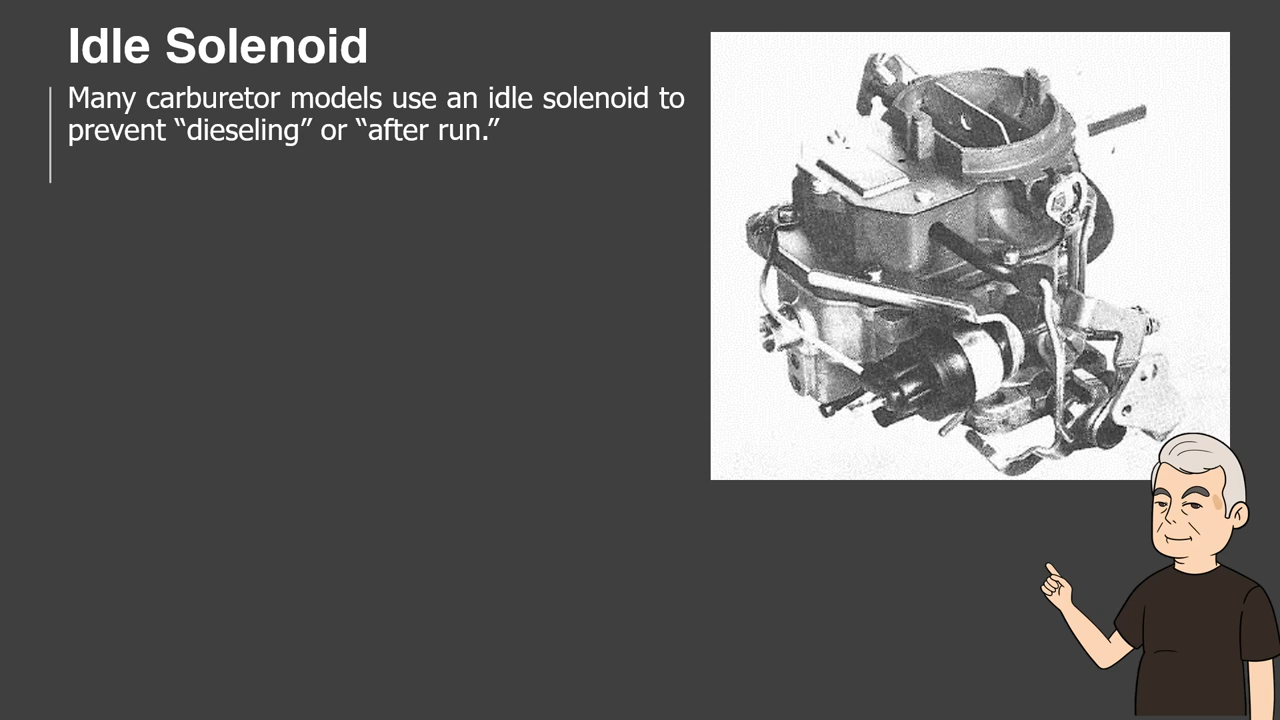 Idle Solenoid
Many carburetor models use an idle solenoid to
prevent “dieseling” or “after run.”